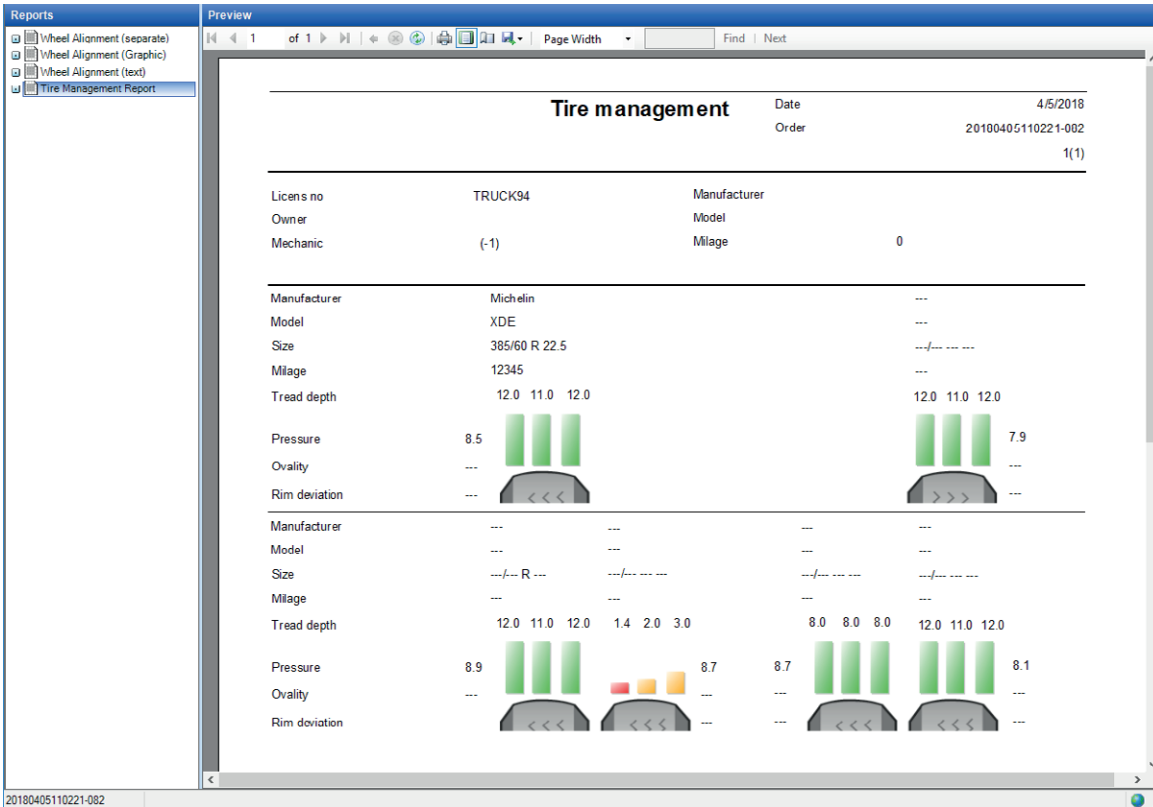 Reports
Preview
Wheel Alignment (separate)
Wheel Alignment (Graphic)
Wheel Alignment (text)
Tire Management Report
1 of 1 Page Width Find | Next
Tire management
Date 4/5/2018
Order 20180405110221-082
1(1)
Licens no TRUCK94 Manufacturer
Owner Model
Mechanic (-1) Milage 0
Manufacturer Michelin ---
Model XDE ---
Size 385/60 R 22.5 ---/--- --- ---
Milage 12345 ---
Tread depth 12.0 11.0 12.0 12.0 11.0 12.0
Pressure 8.5 7.9
Ovality --- ---
Rim deviation --- < < < > > > ---
Manufacturer --- --- --- ---
Model --- --- --- ---
Size ---/--- R --- ---/--- --- --- ---/--- --- --- ---/--- --- ---
Milage --- --- --- ---
Tread depth 12.0 11.0 12.0 1.4 2.0 3.0 8.0 8.0 8.0 12.0 11.0 12.0
Pressure 8.9 8.7 8.7 8.1
Ovality --- --- --- ---
Rim deviation < < < < < < --- --- < < < < < < ---
20180405110221-082